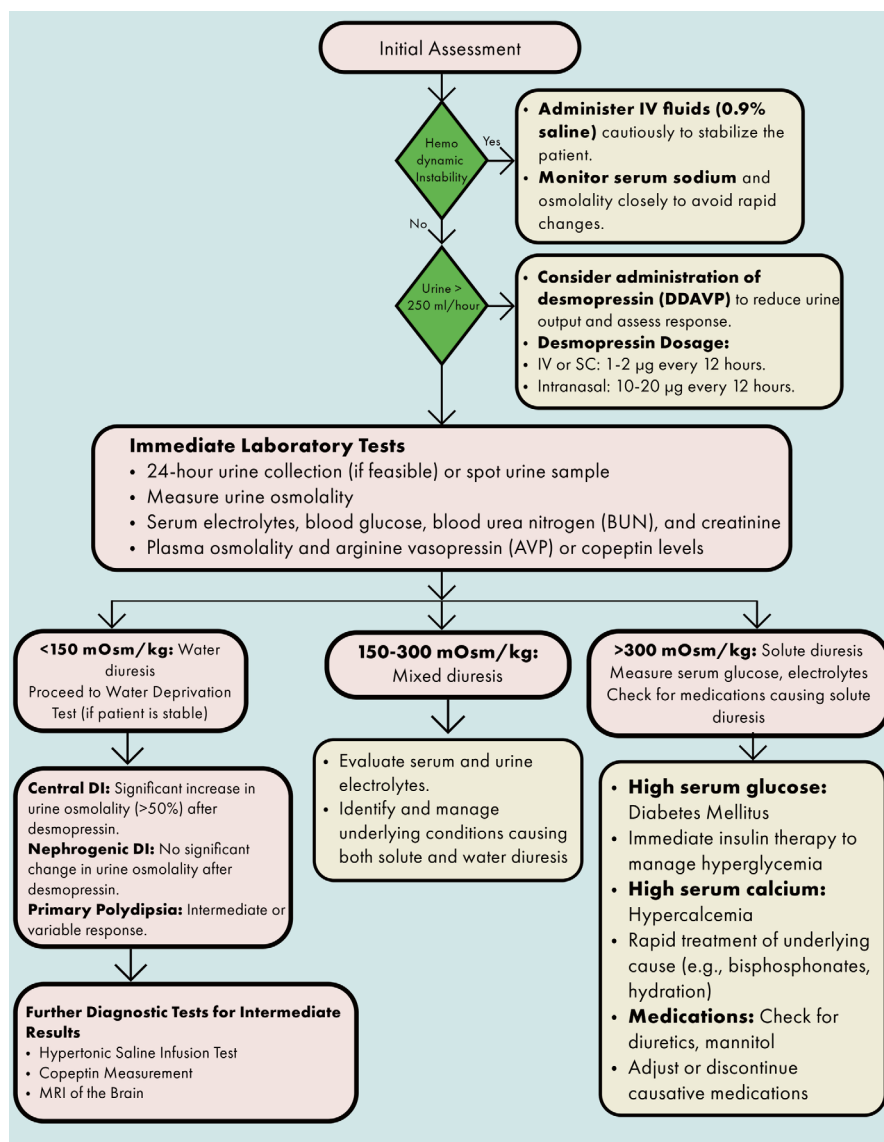 Initial Assessment
Hemo
dynamic
Instability
Yes
• Administer IV fluids (0.9%
saline) cautiously to stabilize the
patient.
• Monitor serum sodium and
osmolality closely to avoid rapid
changes.
No
Urine >
250 ml/hour
• Consider administration of
desmopressin (DDAVP) to reduce urine
output and assess response.
• Desmopressin Dosage:
• IV or SC: 1-2 µg every 12 hours.
• Intranasal: 10-20 µg every 12 hours.
Immediate Laboratory Tests
• 24-hour urine collection (if feasible) or spot urine sample
• Measure urine osmolality
• Serum electrolytes, blood glucose, blood urea nitrogen (BUN), and creatinine
• Plasma osmolality and arginine vasopressin (AVP) or copeptin levels
<150 mOsm/kg: Water
diuresis
Proceed to Water Deprivation
Test (if patient is stable)
Central DI: Significant increase in
urine osmolality (>50%) after
desmopressin.
Nephrogenic DI: No significant
change in urine osmolality after
desmopressin.
Primary Polydipsia: Intermediate or
variable response.
Further Diagnostic Tests for Intermediate
Results
• Hypertonic Saline Infusion Test
• Copeptin Measurement
• MRI of the Brain
150-300 mOsm/kg:
Mixed diuresis
• Evaluate serum and urine
electrolytes.
• Identify and manage
underlying conditions causing
both solute and water diuresis
>300 mOsm/kg: Solute diuresis
Measure serum glucose, electrolytes
Check for medications causing solute
diuresis
• High serum glucose:
Diabetes Mellitus
• Immediate insulin therapy to
manage hyperglycemia
• High serum calcium:
Hypercalcemia
• Rapid treatment of underlying
cause (e.g., bisphosphonates,
hydration)
• Medications: Check for
diuretics, mannitol
• Adjust or discontinue
causative medications